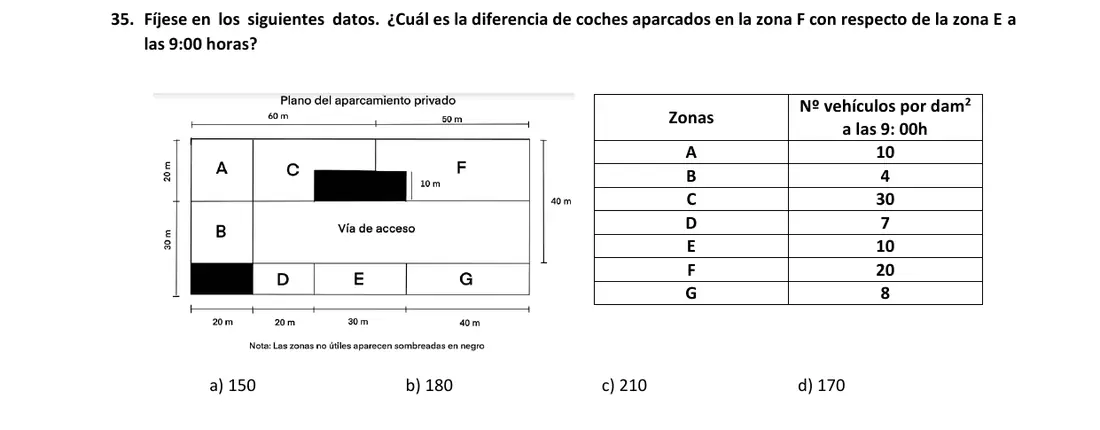 35. Fíjese en los siguientes datos. ¿Cuál es la diferencia de coches aparcados en la zona F con respecto de la zona E a
las 9:00 horas?
Plano del aparcamiento privado
60 m
50 m
20 m
A
C
F
10 m
40 m
30 m
B
Vía de acceso
D
E
G
20 m
20 m
30 m
40 m
Nota: Las zonas no útiles aparecen sombreadas en negro
Zonas
Nº vehículos por dam²
a las 9: 00h
A 10
B 4
C 30
D 7
E 10
F 20
G 8
a) 150 b) 180 c) 210 d) 170